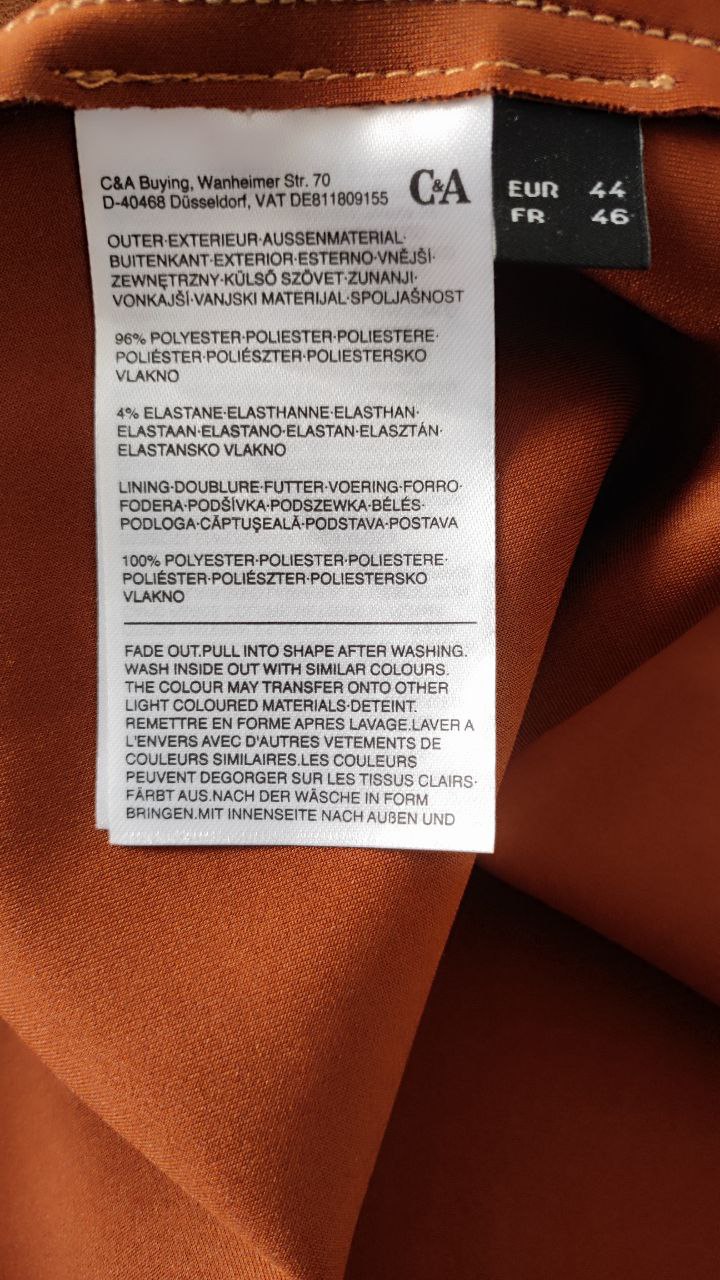 C&A Buying, Wanheimer Str. 70
D-40468 Düsseldorf, VAT DE811809155
C&A
EUR 44
FR 46
OUTER·EXTERIEUR·AUSSENMATERIAL·
BUITENKANT·EXTERIOR·ESTERNO·VNĚJŠÍ·
ZEWNĘTRZNY·KÜLSŐ SZÖVET·ZUNANJI·
VONKAJŠÍ·VANJSKI MATERIJAL·SPOLJAŠNOST
96% POLYESTER·POLIESTER·POLIESTERE·
POLIÉSTER·POLIÉSZTER·POLIESTERSKO
VLAKNO
4% ELASTANE·ELASTHANNE·ELASTHAN·
ELASTAAN·ELASTANO·ELASTAN·ELASZTÁN·
ELASTANSKO VLAKNO
LINING·DOUBLURE·FUTTER·VOERING·FORRO·
FODERA·PODŠÍVKA·PODSZEWKA·BÉLÉS·
PODLOGA·CĂPTUŞEALĂ·PODSTAVA·POSTAVA
100% POLYESTER·POLIESTER·POLIESTERE·
POLIÉSTER·POLIÉSZTER·POLIESTERSKO
VLAKNO
FADE OUT.PULL INTO SHAPE AFTER WASHING.
WASH INSIDE OUT WITH SIMILAR COLOURS.
THE COLOUR MAY TRANSFER ONTO OTHER
LIGHT COLOURED MATERIALS·DETEINT.
REMETTRE EN FORME APRES LAVAGE.LAVER A
L'ENVERS AVEC D'AUTRES VETEMENTS DE
COULEURS SIMILAIRES.LES COULEURS
PEUVENT DEGORGER SUR LES TISSUS CLAIRS·
FÄRBT AUS.NACH DER WÄSCHE IN FORM
BRINGEN.MIT INNENSEITE NACH AUßEN UND